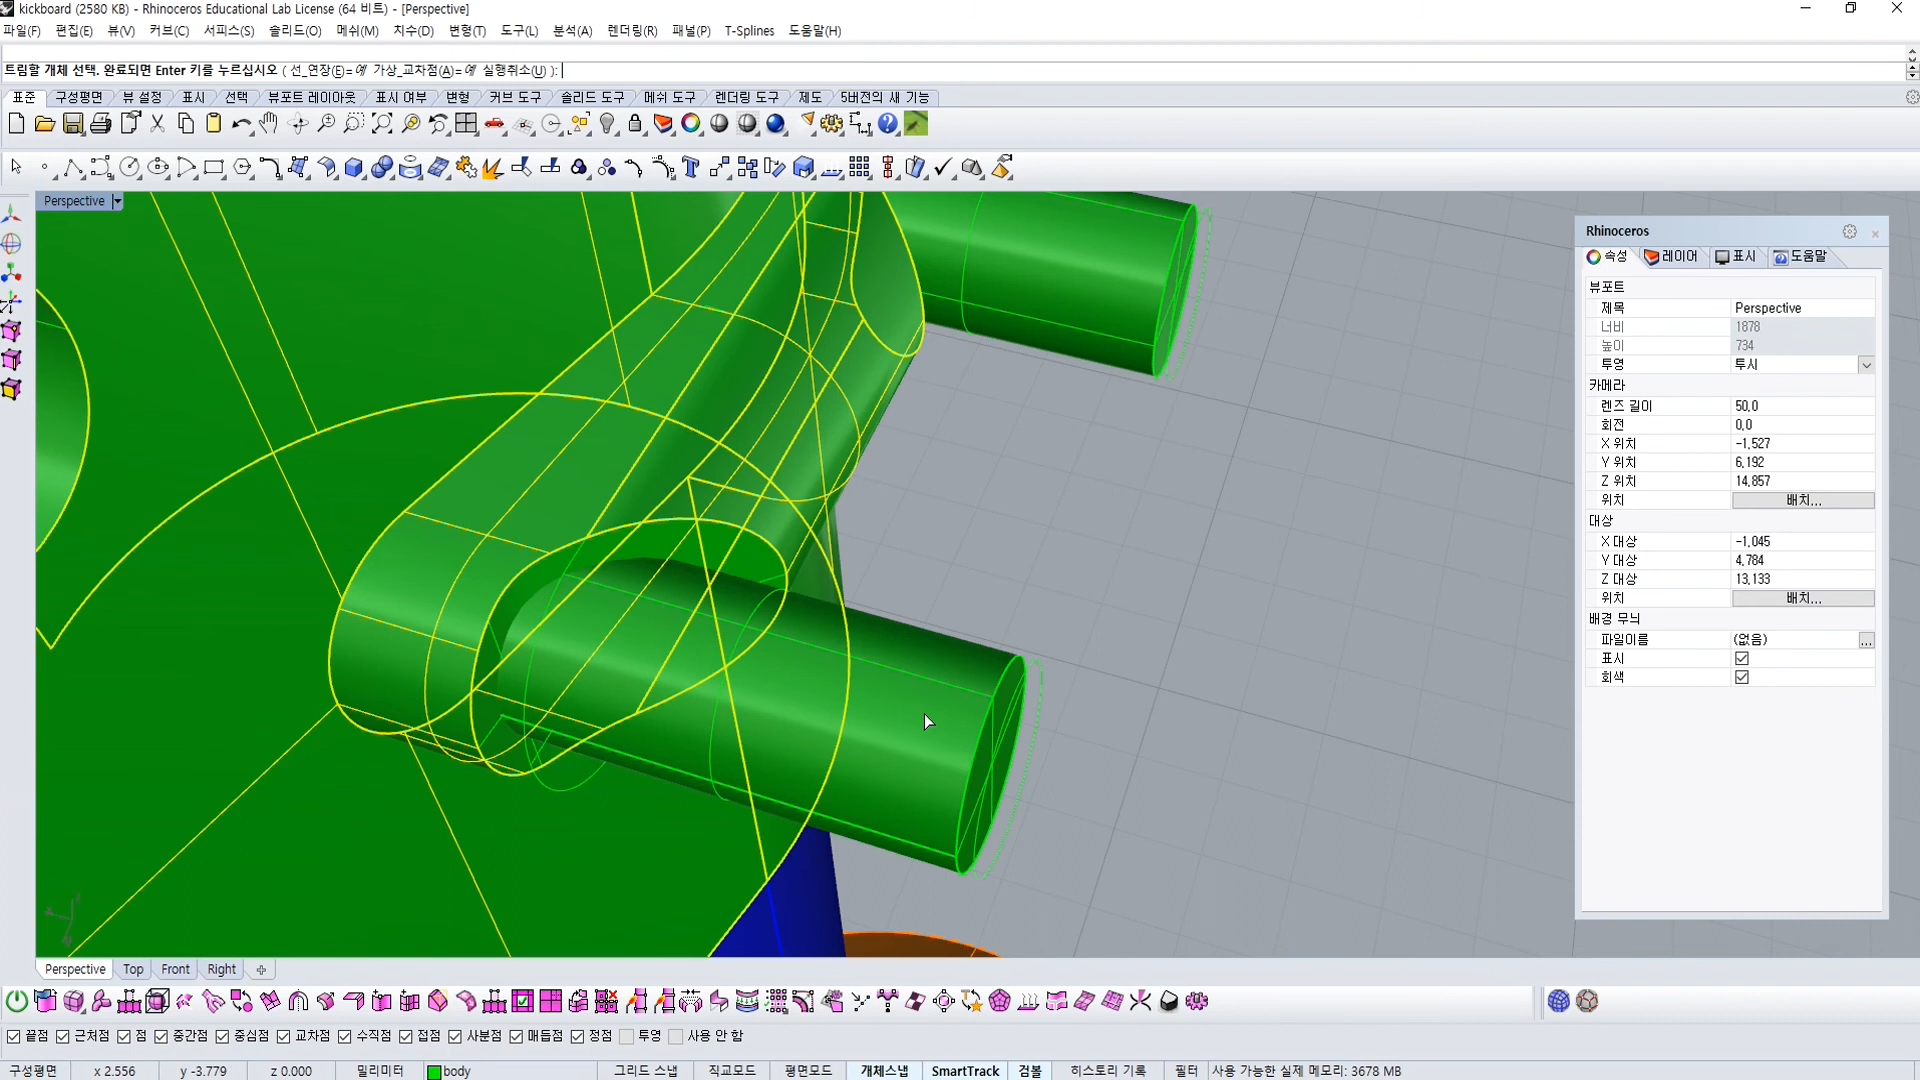 kickboard (2580 KB) - Rhinoceros Educational Lab License (64 비트) - [Perspective]
파일(F) 편집(E) 뷰(V) 커브(C) 서피스(S) 솔리드(O) 메쉬(M) 치수(D) 변형(T) 도구(L) 분석(A) 렌더링(R) 패널(P) T-Splines 도움말(H)
트림할 개체 선택. 완료되면 Enter 키를 누르십시오 ( 선_연장(E)=예 가상_교차점(A)=예 실행취소(U) ):
표준 구성평면 뷰 설정 표시 선택 뷰포트 레이아웃 표시 여부 변형 커브 도구 솔리드 도구 메쉬 도구 렌더링 도구 제도 5버전의 새 기능
Perspective
Rhinoceros
속성 레이어 표시 도움말
뷰포트
제목 Perspective
너비 1878
높이 734
투영 투시
카메라
렌즈 길이 50,0
회전 0,0
X 위치 -1,527
Y 위치 6,192
Z 위치 14,857
위치 배치...
대상
X 대상 -1,045
Y 대상 4,784
Z 대상 13,133
위치 배치...
배경 무늬
파일이름 (없음) ...
표시
회색
Perspective Top Front Right
끝점 근처점 점 중간점 중심점 교차점 수직점 접점 사분점 매듭점 정점 투영 사용 안 함
구성평면 x 2.556 y -3.779 z 0.000 밀리미터 body 그리드 스냅 직교모드 평면모드 개체스냅 SmartTrack 검볼 히스토리 기록 필터 사용 가능한 실제 메모리: 3678 MB